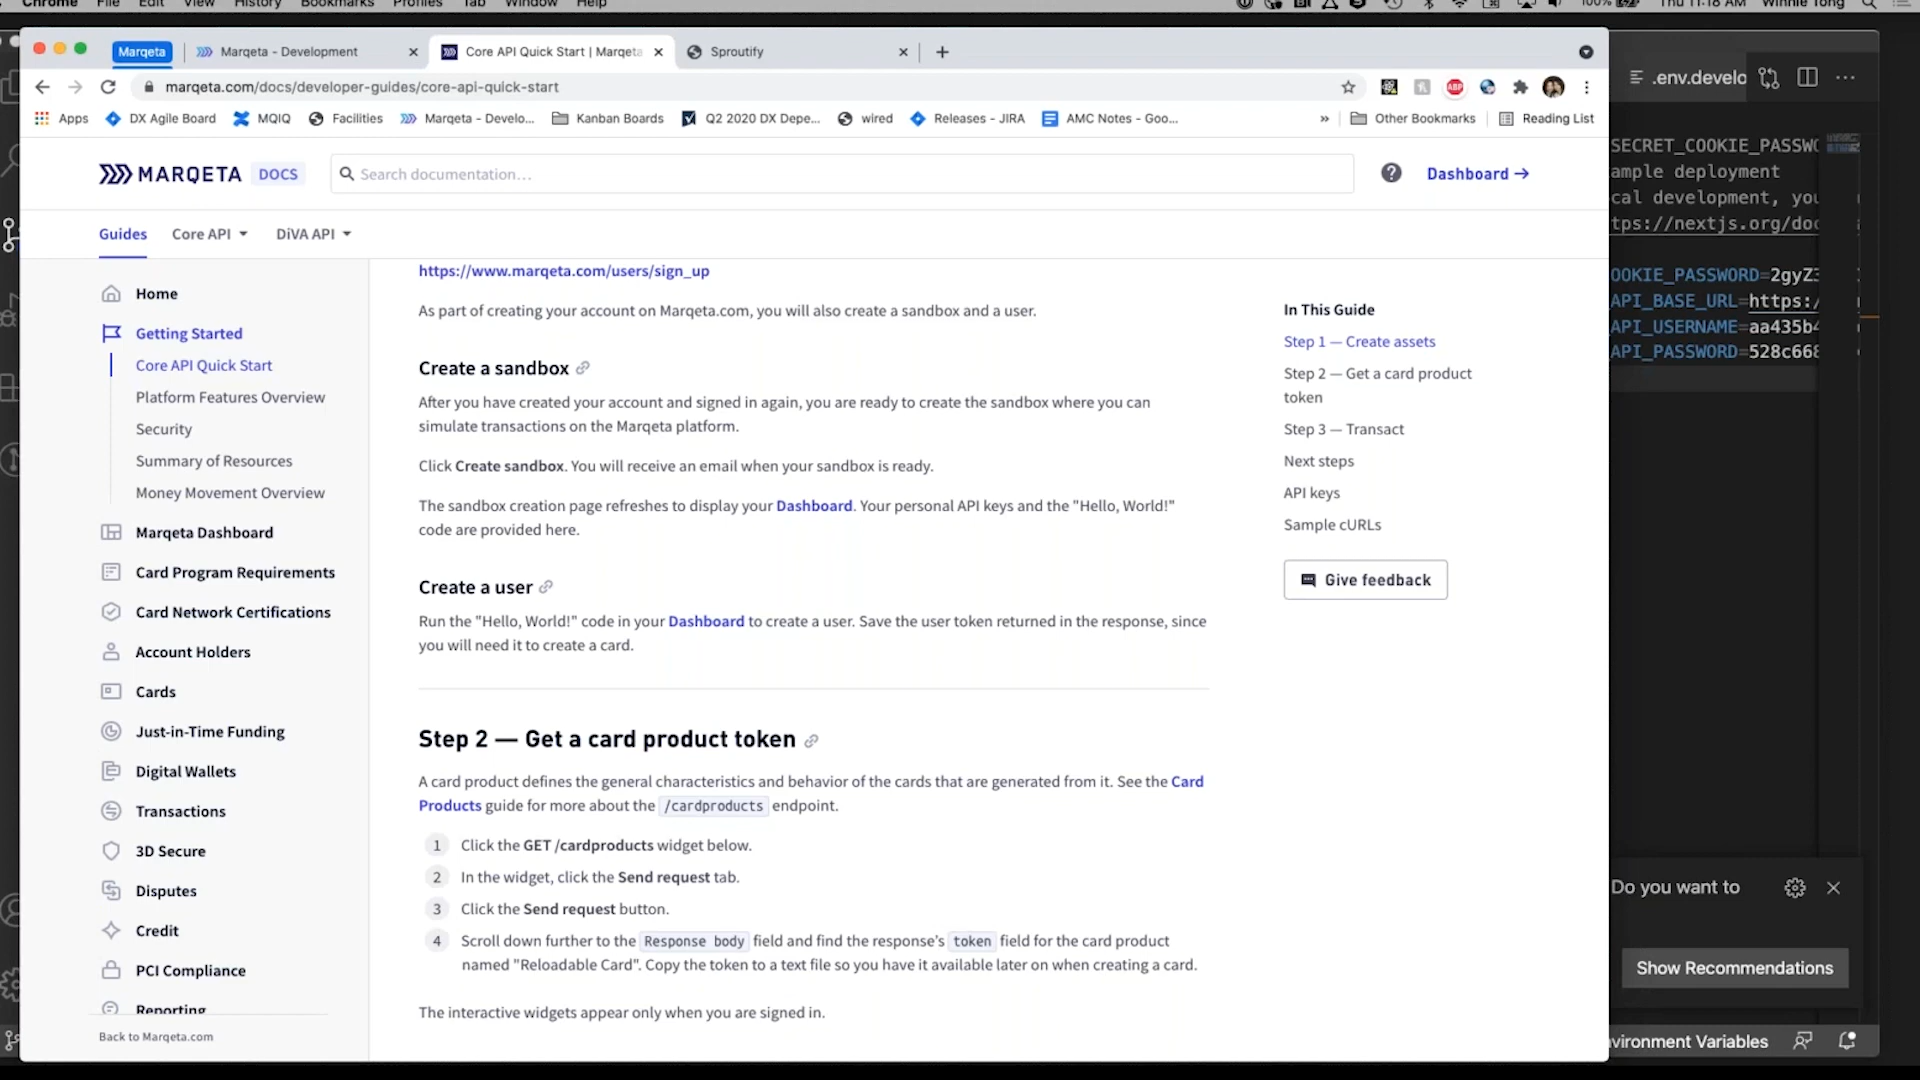 Chrome File Edit View History Bookmarks Profiles Tab Window Help 100% Thu 11:18 AM Winnie Tong
Marqeta Marqeta - Development Core API Quick Start | Marqeta Sproutify
marqeta.com/docs/developer-guides/core-api-quick-start ABP
Apps DX Agile Board MQIQ Facilities Marqeta - Develo... Kanban Boards Q2 2020 DX Depe... wired Releases - JIRA AMC Notes - Goo... » Other Bookmarks Reading List
MARQETA DOCS Search documentation... Dashboard →
Guides Core API DiVA API
Home
Getting Started
Core API Quick Start
Platform Features Overview
Security
Summary of Resources
Money Movement Overview
Marqeta Dashboard
Card Program Requirements
Card Network Certifications
Account Holders
Cards
Just-in-Time Funding
Digital Wallets
Transactions
3D Secure
Disputes
Credit
PCI Compliance
Reporting
Back to Marqeta.com
https://www.marqeta.com/users/sign_up
As part of creating your account on Marqeta.com, you will also create a sandbox and a user.
Create a sandbox
After you have created your account and signed in again, you are ready to create the sandbox where you can
simulate transactions on the Marqeta platform.
Click Create sandbox. You will receive an email when your sandbox is ready.
The sandbox creation page refreshes to display your Dashboard. Your personal API keys and the "Hello, World!"
code are provided here.
Create a user
Run the "Hello, World!" code in your Dashboard to create a user. Save the user token returned in the response, since
you will need it to create a card.
Step 2 — Get a card product token
A card product defines the general characteristics and behavior of the cards that are generated from it. See the Card
Products guide for more about the /cardproducts endpoint.
1 Click the GET /cardproducts widget below.
2 In the widget, click the Send request tab.
3 Click the Send request button.
4 Scroll down further to the Response body field and find the response's token field for the card product
named "Reloadable Card". Copy the token to a text file so you have it available later on when creating a card.
The interactive widgets appear only when you are signed in.
In This Guide
Step 1 — Create assets
Step 2 — Get a card product
token
Step 3 — Transact
Next steps
API keys
Sample cURLs
Give feedback
.env.develo
SECRET_COOKIE_PASSWO
ample deployment
cal development, you
tps://nextjs.org/doc
OOKIE_PASSWORD=2gyZ3
API_BASE_URL=https:/
API_USERNAME=aa435b4
API_PASSWORD=528c668
Do you want to
Show Recommendations
vironment Variables